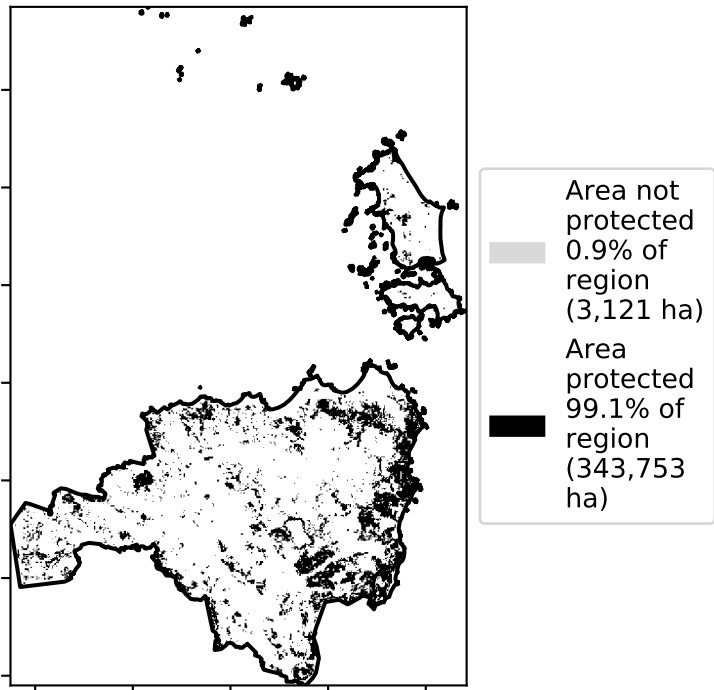 Area not
protected
0.9% of
region
(3,121 ha)
Area
protected
99.1% of
region
(343,753
ha)